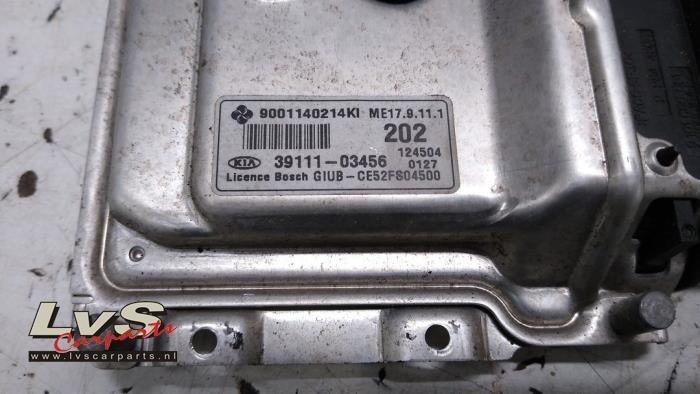 9001140214KI ME17.9.11.1
202
124504
KIA 39111-03456 0127
Licence Bosch GIUB-CE52FS04500
LvS
Carparts
www.lvscarparts.nl